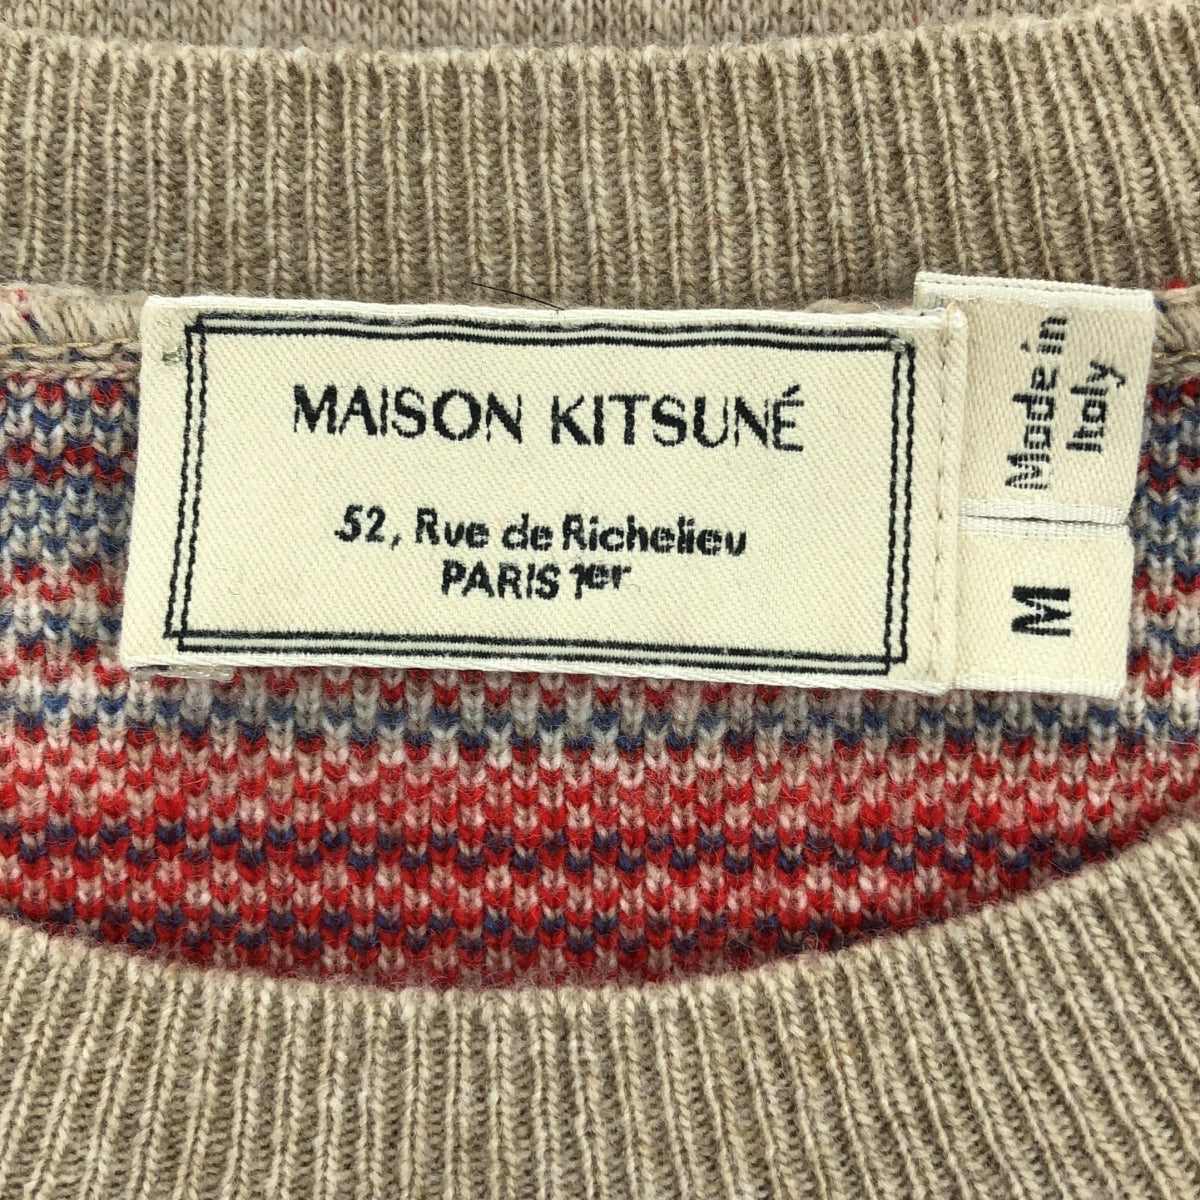 MAISON KITSUNÉ
52, Rue de Richelieu
PARIS 1er
Made in
Italy
M